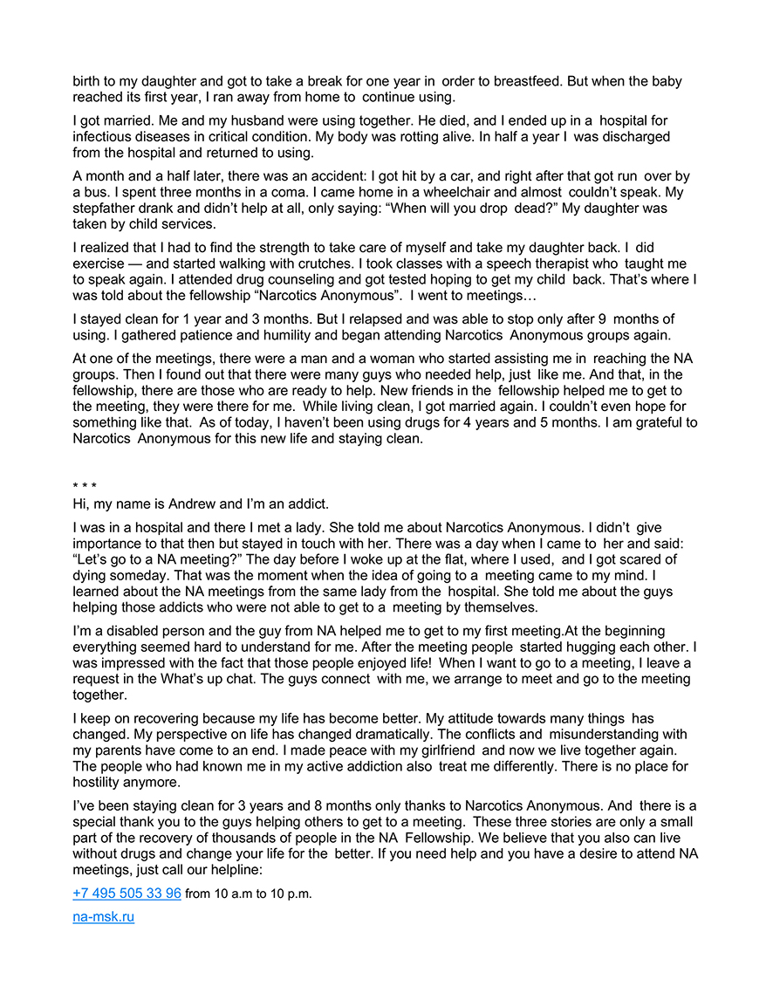 birth to my daughter and got to take a break for one year in order to breastfeed. But when the baby
reached its first year, I ran away from home to continue using.
I got married. Me and my husband were using together. He died, and I ended up in a hospital for
infectious diseases in critical condition. My body was rotting alive. In half a year I was discharged
from the hospital and returned to using.
A month and a half later, there was an accident: I got hit by a car, and right after that got run over by
a bus. I spent three months in a coma. I came home in a wheelchair and almost couldn’t speak. My
stepfather drank and didn’t help at all, only saying: “When will you drop dead?” My daughter was
taken by child services.
I realized that I had to find the strength to take care of myself and take my daughter back. I did
exercise — and started walking with crutches. I took classes with a speech therapist who taught me
to speak again. I attended drug counseling and got tested hoping to get my child back. That’s where I
was told about the fellowship “Narcotics Anonymous”. I went to meetings…
I stayed clean for 1 year and 3 months. But I relapsed and was able to stop only after 9 months of
using. I gathered patience and humility and began attending Narcotics Anonymous groups again.
At one of the meetings, there were a man and a woman who started assisting me in reaching the NA
groups. Then I found out that there were many guys who needed help, just like me. And that, in the
fellowship, there are those who are ready to help. New friends in the fellowship helped me to get to
the meeting, they were there for me. While living clean, I got married again. I couldn’t even hope for
something like that. As of today, I haven’t been using drugs for 4 years and 5 months. I am grateful to
Narcotics Anonymous for this new life and staying clean.
* * *
Hi, my name is Andrew and I’m an addict.
I was in a hospital and there I met a lady. She told me about Narcotics Anonymous. I didn’t give
importance to that then but stayed in touch with her. There was a day when I came to her and said:
“Let’s go to a NA meeting?” The day before I woke up at the flat, where I used, and I got scared of
dying someday. That was the moment when the idea of going to a meeting came to my mind. I
learned about the NA meetings from the same lady from the hospital. She told me about the guys
helping those addicts who were not able to get to a meeting by themselves.
I’m a disabled person and the guy from NA helped me to get to my first meeting.At the beginning
everything seemed hard to understand for me. After the meeting people started hugging each other. I
was impressed with the fact that those people enjoyed life! When I want to go to a meeting, I leave a
request in the What’s up chat. The guys connect with me, we arrange to meet and go to the meeting
together.
I keep on recovering because my life has become better. My attitude towards many things has
changed. My perspective on life has changed dramatically. The conflicts and misunderstanding with
my parents have come to an end. I made peace with my girlfriend and now we live together again.
The people who had known me in my active addiction also treat me differently. There is no place for
hostility anymore.
I’ve been staying clean for 3 years and 8 months only thanks to Narcotics Anonymous. And there is a
special thank you to the guys helping others to get to a meeting. These three stories are only a small
part of the recovery of thousands of people in the NA Fellowship. We believe that you also can live
without drugs and change your life for the better. If you need help and you have a desire to attend NA
meetings, just call our helpline:
+7 495 505 33 96 from 10 a.m to 10 p.m.
na-msk.ru